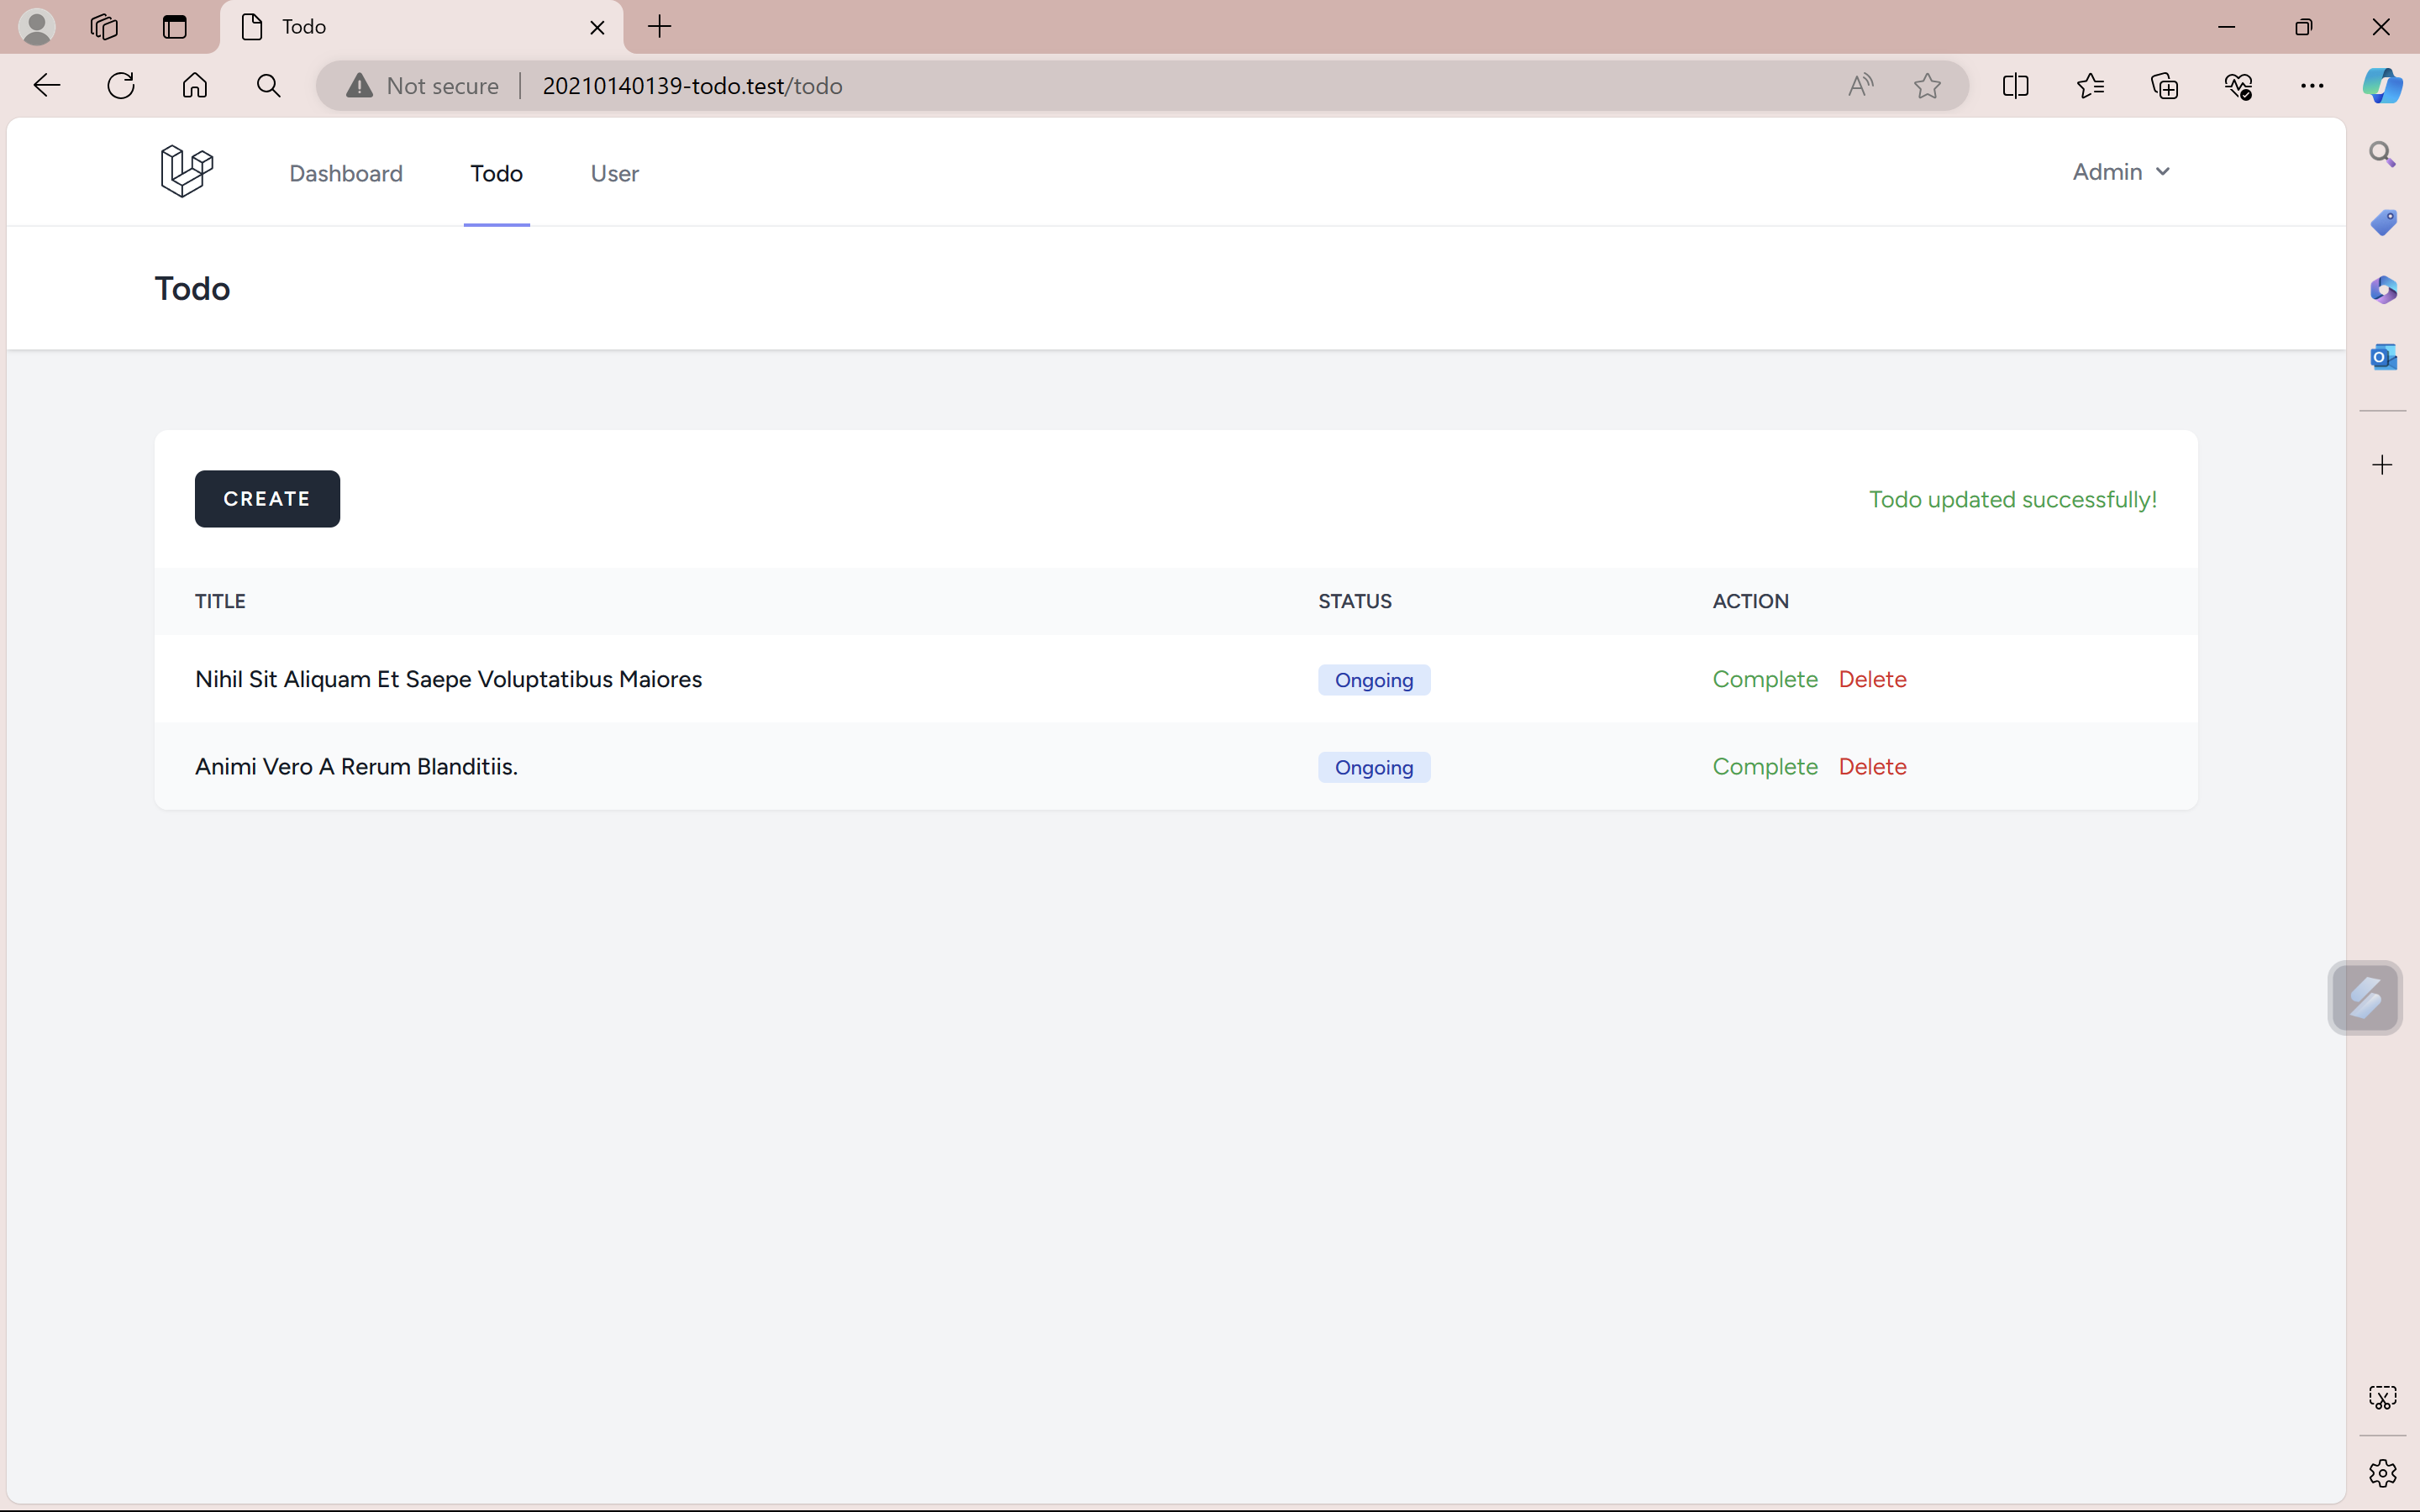 Todo
Not secure 20210140139-todo.test/todo
Dashboard Todo User Admin
Todo
CREATE Todo updated successfully!
TITLE STATUS ACTION
Nihil Sit Aliquam Et Saepe Voluptatibus Maiores Ongoing Complete Delete
Animi Vero A Rerum Blanditiis. Ongoing Complete Delete